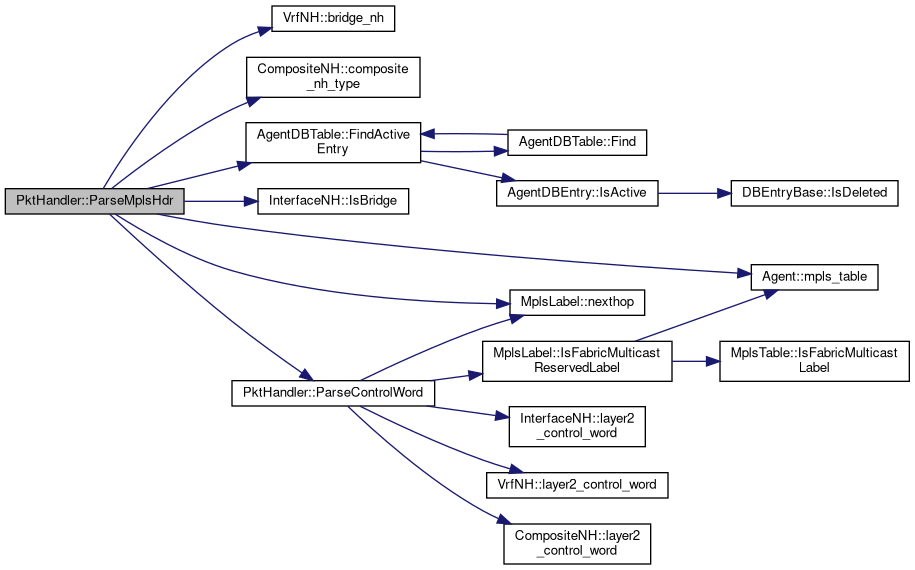 VrfNH::bridge_nh
CompositeNH::composite
_nh_type
AgentDBTable::FindActive
Entry
AgentDBTable::Find
AgentDBEntry::IsActive
DBEntryBase::IsDeleted
PktHandler::ParseMplsHdr
InterfaceNH::IsBridge
Agent::mpls_table
MplsLabel::nexthop
MplsLabel::IsFabricMulticast
ReservedLabel
MplsTable::IsFabricMulticast
Label
PktHandler::ParseControlWord
InterfaceNH::layer2
_control_word
VrfNH::layer2_control_word
CompositeNH::layer2
_control_word